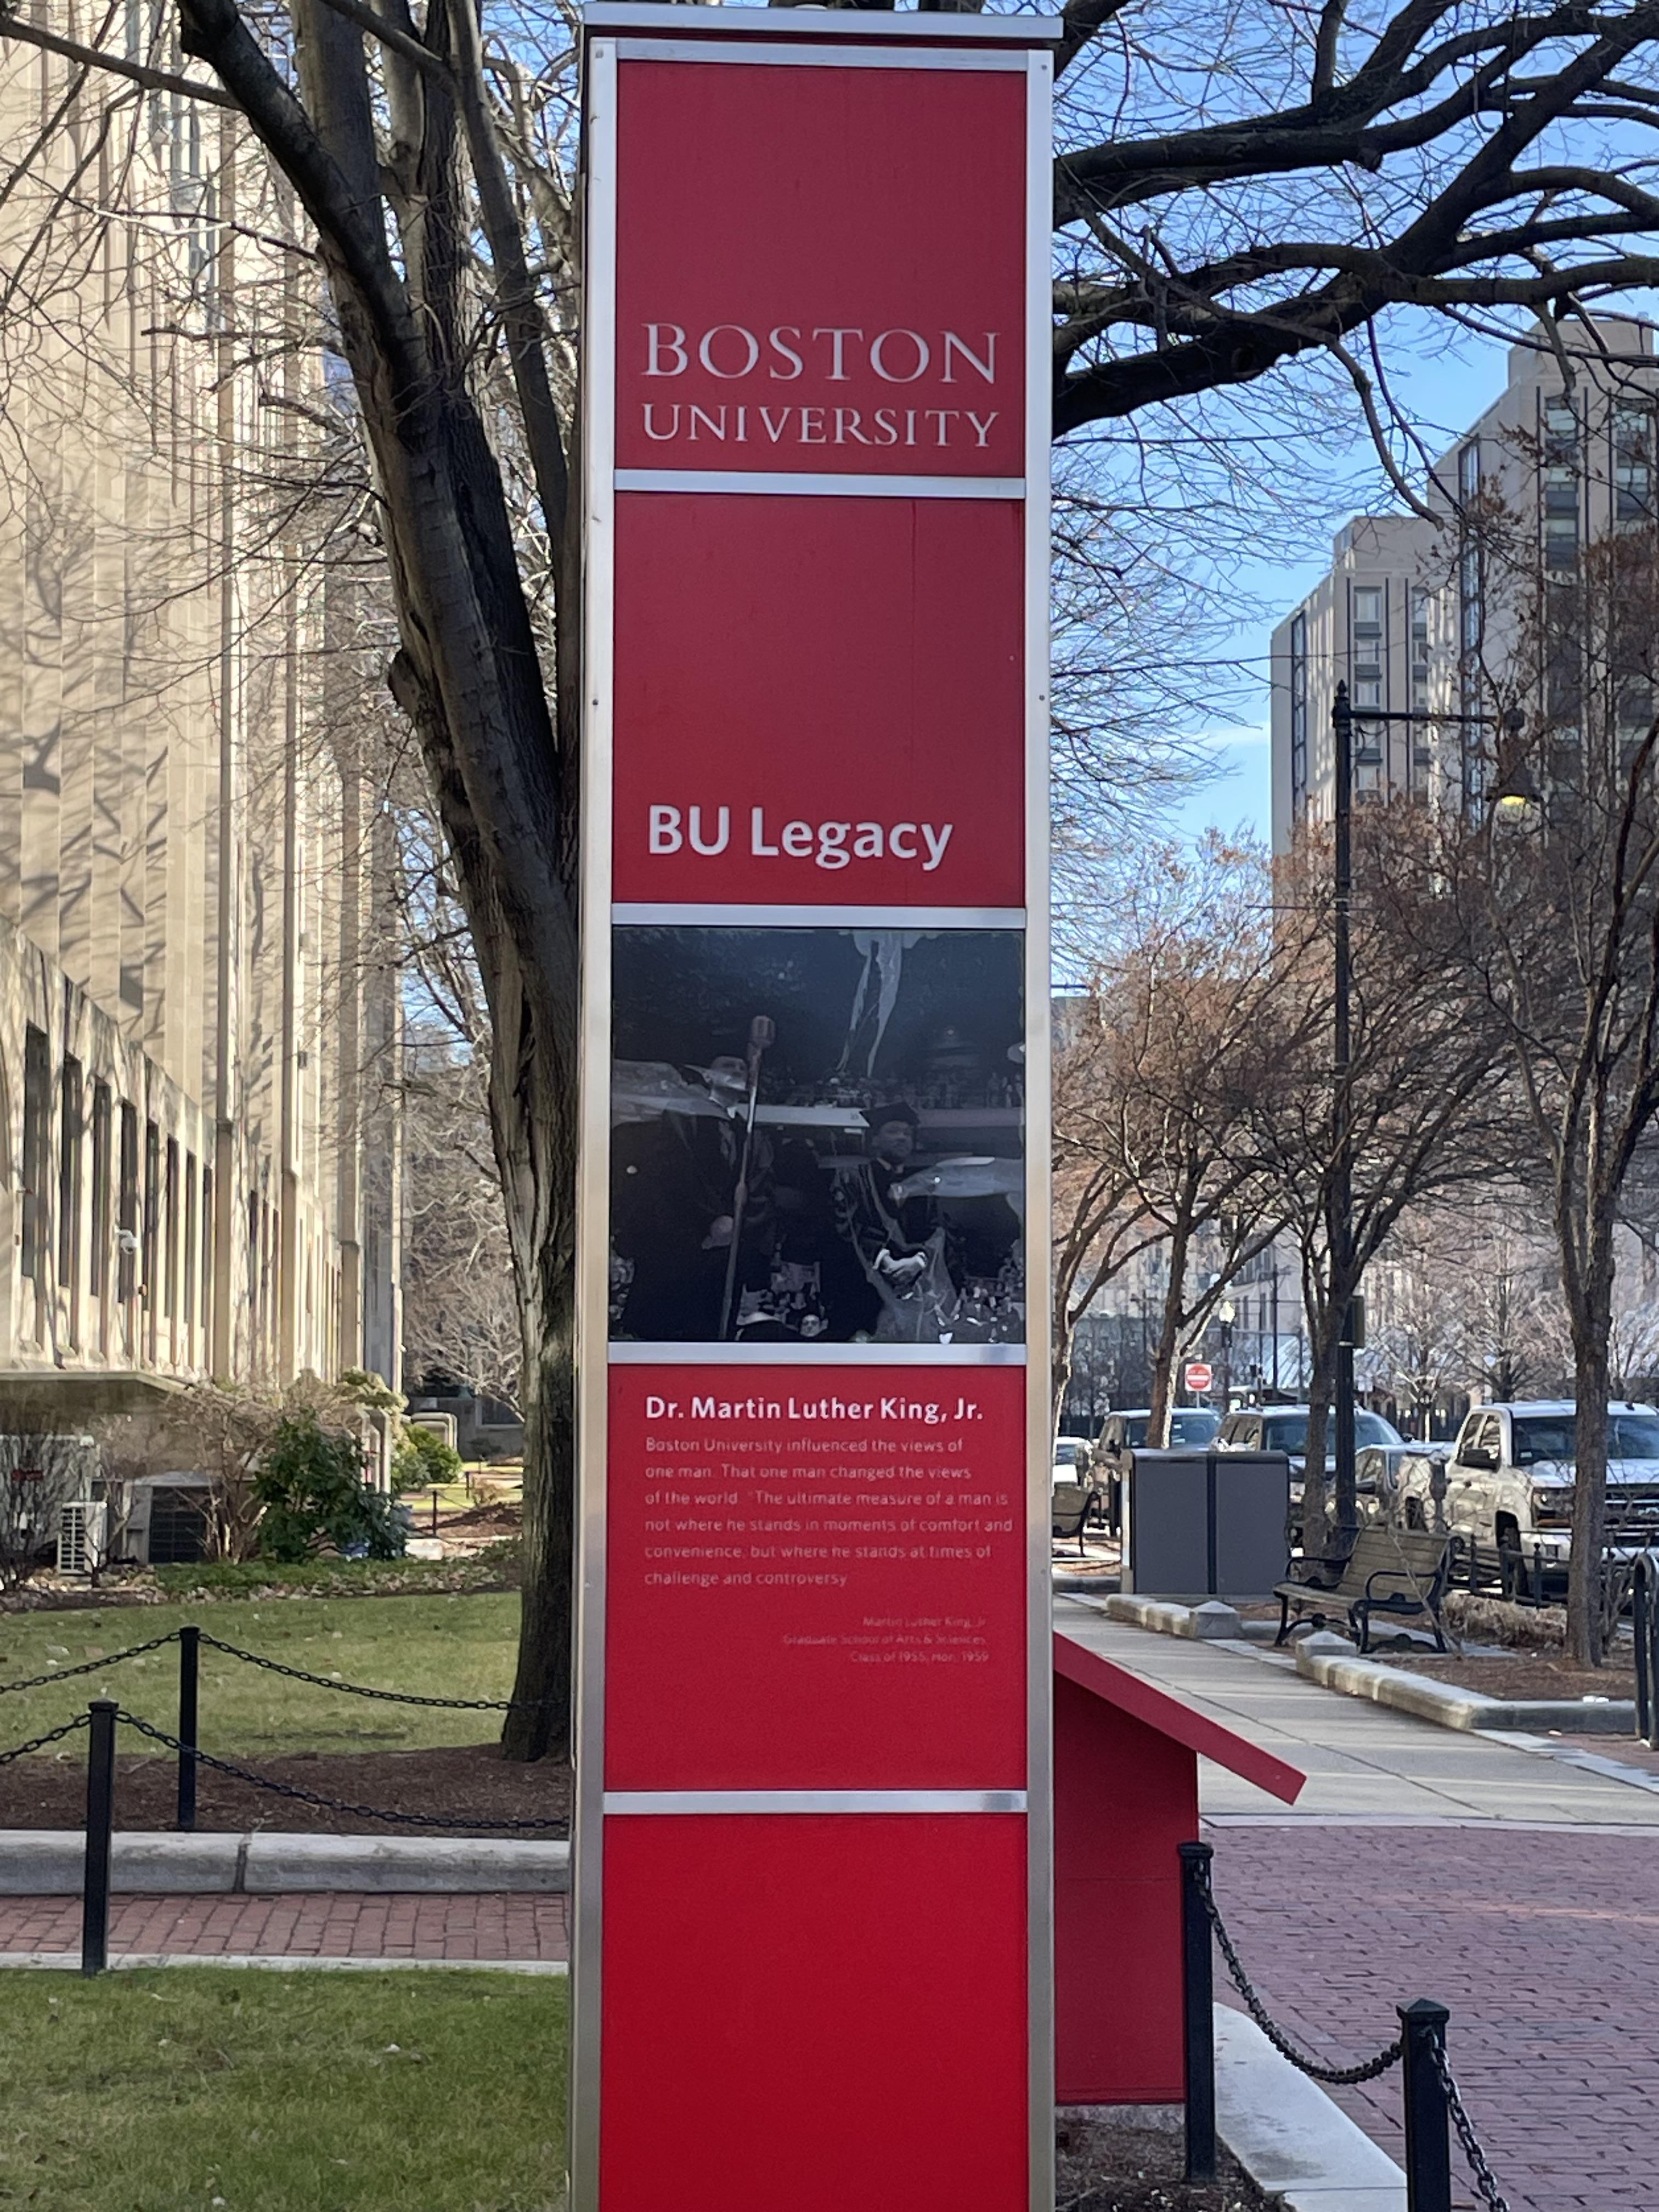 BOSTON
UNIVERSITY
BU Legacy
Dr. Martin Luther King, Jr.
Boston University influenced the views of
one man. That one man changed the views
of the world. "The ultimate measure of a man is
not where he stands in moments of comfort and
convenience, but where he stands at times of
challenge and controversy
Martin Luther King, Jr.
Graduate School of Arts & Sciences
Class of 1955, Hon. 1959